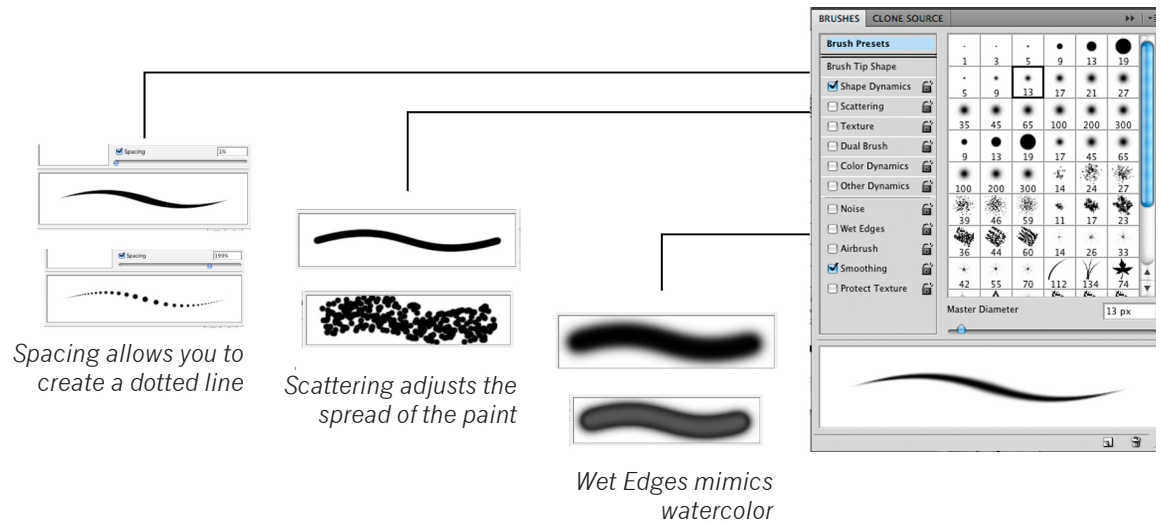 BRUSHES CLONE SOURCE
Brush Presets
Brush Tip Shape
Shape Dynamics
Scattering
Texture
Dual Brush
Color Dynamics
Other Dynamics
Noise
Wet Edges
Airbrush
Smoothing
Protect Texture
1 3 5 9 13 19
5 9 13 17 21 27
35 45 65 100 200 300
9 13 19 17 45 65
100 200 300 14 24 27
39 46 59 11 17 23
36 44 60 14 26 33
42 55 70 112 134 74
Master Diameter 13 px
Spacing 1%
Spacing 199%
Spacing allows you to
create a dotted line
Scattering adjusts the
spread of the paint
Wet Edges mimics
watercolor